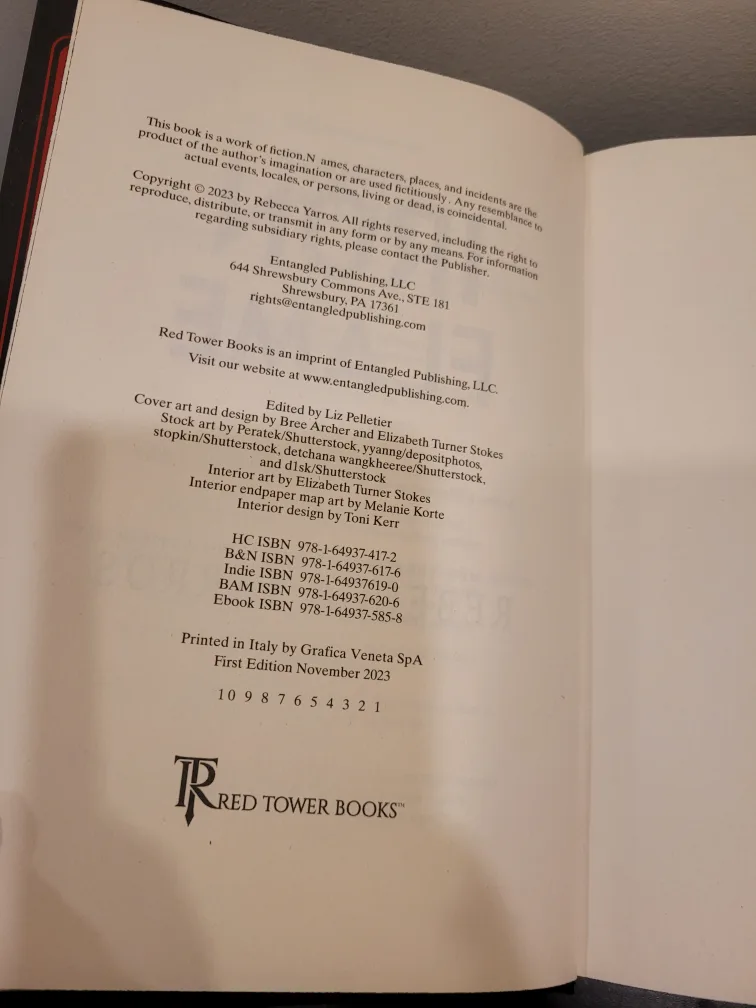 This book is a work of fiction.N ames, characters, places, and incidents are the
product of the author's imagination or are used fictitiously . Any resemblance to
actual events, locales, or persons, living or dead, is coincidental.
Copyright © 2023 by Rebecca Yarros. All rights reserved, including the right to
reproduce, distribute, or transmit in any form or by any means. For information
regarding subsidiary rights, please contact the Publisher.
Entangled Publishing, LLC
644 Shrewsbury Commons Ave., STE 181
Shrewsbury, PA 17361
rights@entangledpublishing.com
Red Tower Books is an imprint of Entangled Publishing, LLC.
Visit our website at www.entangledpublishing.com.
Edited by Liz Pelletier
Cover art and design by Bree Archer and Elizabeth Turner Stokes
Stock art by Peratek/Shutterstock, yyanng/depositphotos,
stopkin/Shutterstock, detchana wangkheeree/Shutterstock,
and d1sk/Shutterstock
Interior art by Elizabeth Turner Stokes
Interior endpaper map art by Melanie Korte
Interior design by Toni Kerr
HC ISBN 978-1-64937-417-2
B&N ISBN 978-1-64937-617-6
Indie ISBN 978-1-64937619-0
BAM ISBN 978-1-64937-620-6
Ebook ISBN 978-1-64937-585-8
Printed in Italy by Grafica Veneta SpA
First Edition November 2023
10 9 8 7 6 5 4 3 2 1
TR RED TOWER BOOKS™